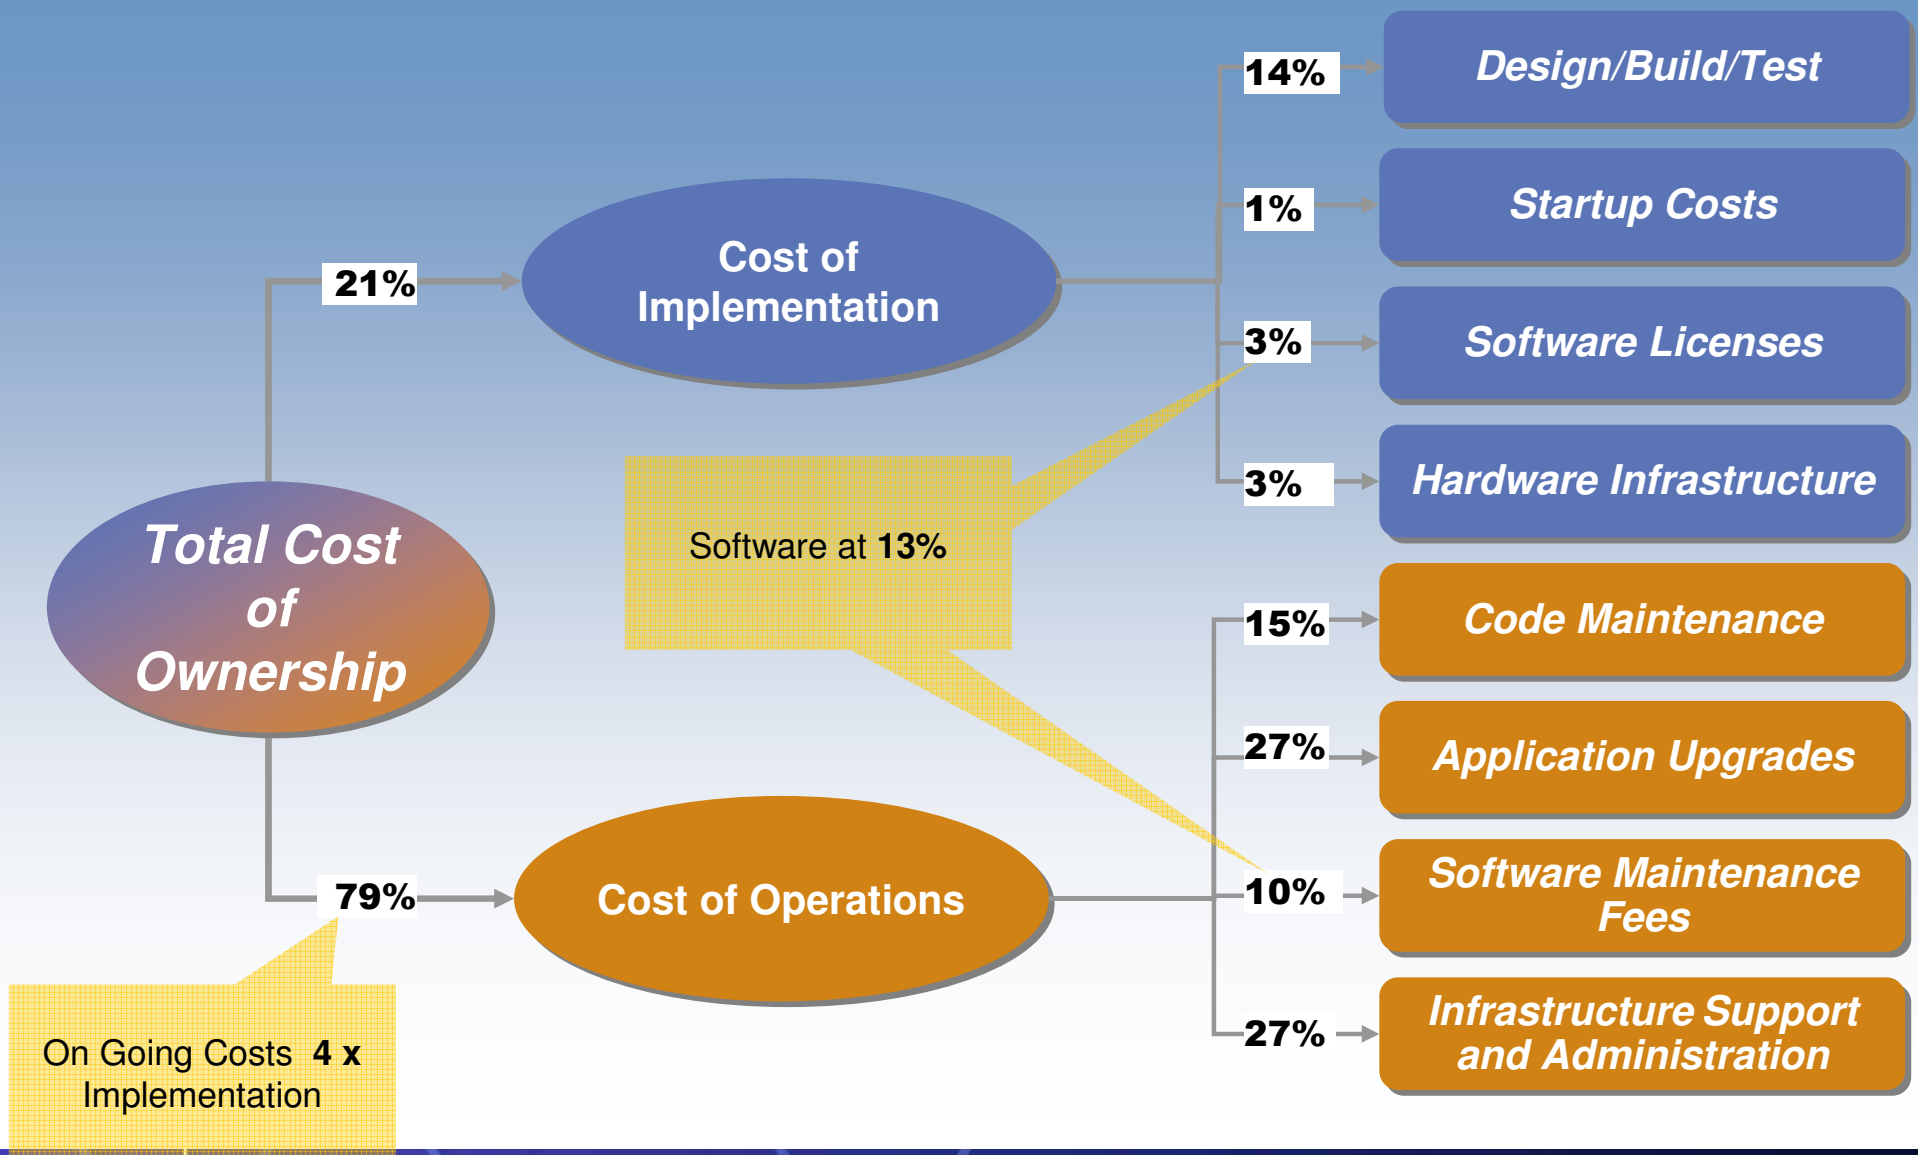 14%
Design/Build/Test
1%
Startup Costs
Cost of
Implementation
21%
3%
Software Licenses
3%
Hardware Infrastructure
Total Cost
of
Ownership
Software at 13%
15%
Code Maintenance
27%
Application Upgrades
79%
Cost of Operations
10%
Software Maintenance
Fees
27%
Infrastructure Support
and Administration
On Going Costs 4 x
Implementation